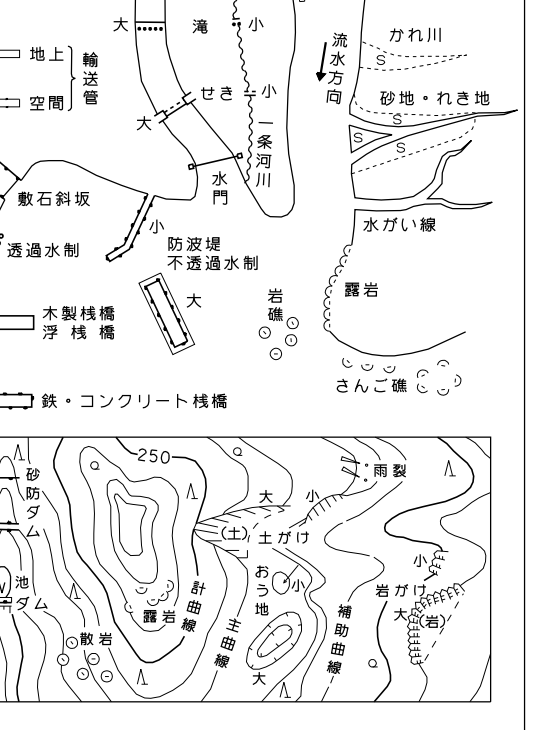 大
滝
小
地上
輸送管
空間
せき
小
大
一条河川
流水方向
かれ川
S
砂地・れき地
S
S
S
水門
敷石斜坂
小
水がい線
透過水制
防波堤
不透過水制
大
露岩
岩礁
木製桟橋
浮桟橋
さんご礁
鉄・コンクリート桟橋
250
砂防ダム
雨裂
大
小
(土)
土がけ
小
池
ダム
おう地
小
計曲線
岩がけ
大
(岩)
露岩
主曲線
補助曲線
散岩
大